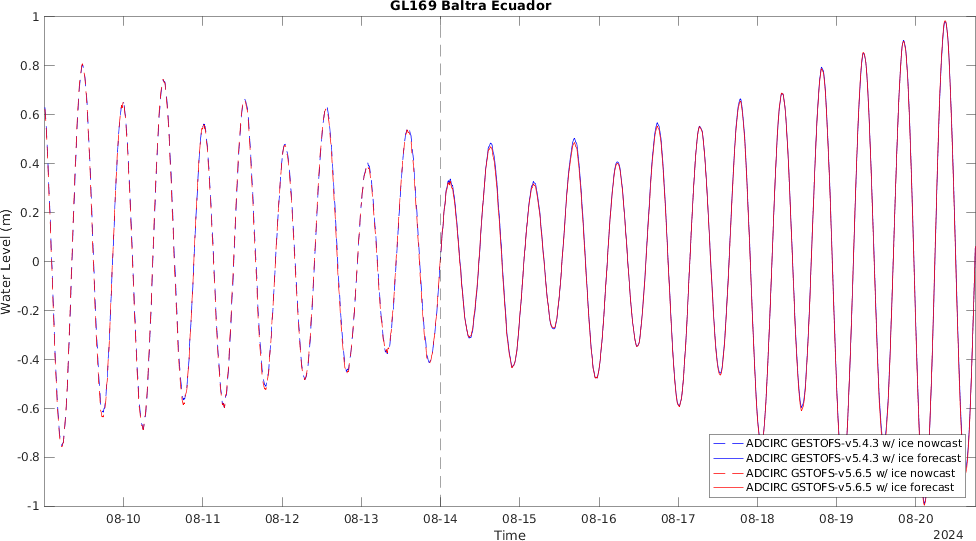 GL169 Baltra Ecuador
1
0.8
0.6
0.4
0.2
0
-0.2
-0.4
-0.6
-0.8
-1
Water Level (m)
ADCIRC GESTOFS-v5.4.3 w/ ice nowcast
ADCIRC GESTOFS-v5.4.3 w/ ice forecast
ADCIRC GSTOFS-v5.6.5 w/ ice nowcast
ADCIRC GSTOFS-v5.6.5 w/ ice forecast
08-10 08-11 08-12 08-13 08-14 08-15 08-16 08-17 08-18 08-19 08-20
Time
2024